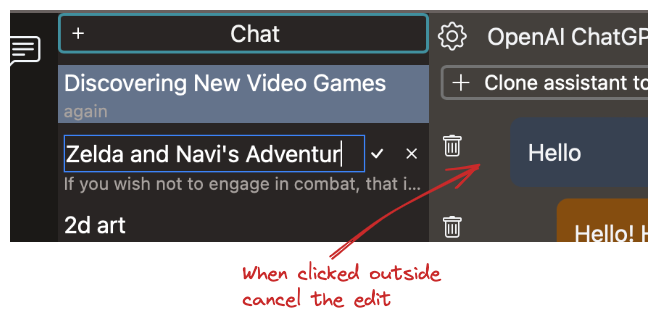 + Chat
OpenAI ChatGP
Discovering New Video Games
again
+ Clone assistant to
Zelda and Navi's Adventur
Hello
If you wish not to engage in combat, that i...
2d art
Hello! H
When clicked outside
cancel the edit